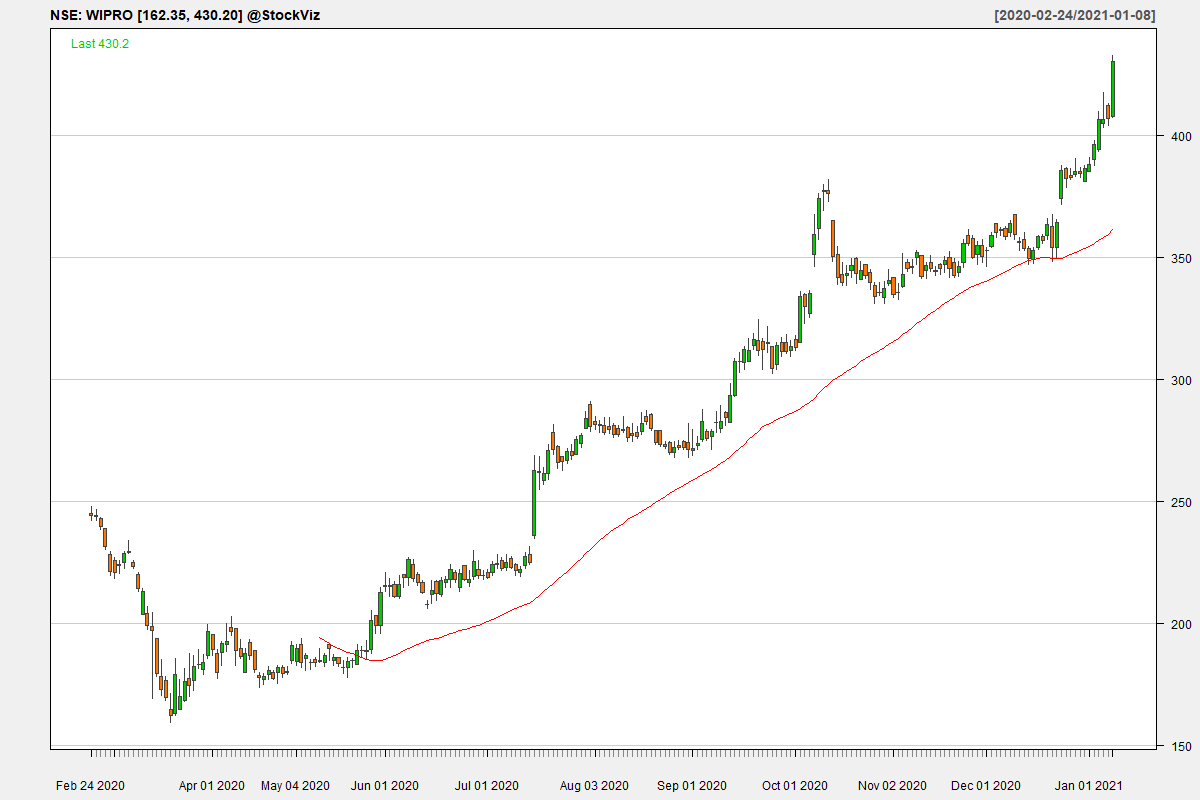 NSE: WIPRO [162.35, 430.20] @StockViz
[2020-02-24/2021-01-08]
Last 430.2
400
350
300
250
200
150
Feb 24 2020 Apr 01 2020 May 04 2020 Jun 01 2020 Jul 01 2020 Aug 03 2020 Sep 01 2020 Oct 01 2020 Nov 02 2020 Dec 01 2020 Jan 01 2021